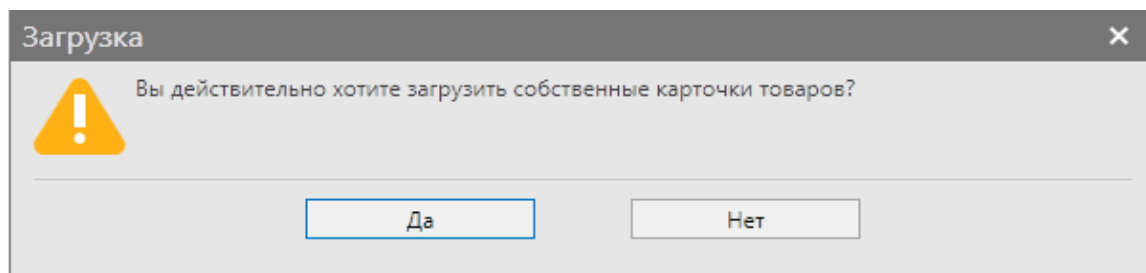 Загрузка
Вы действительно хотите загрузить собственные карточки товаров?
Да
Нет